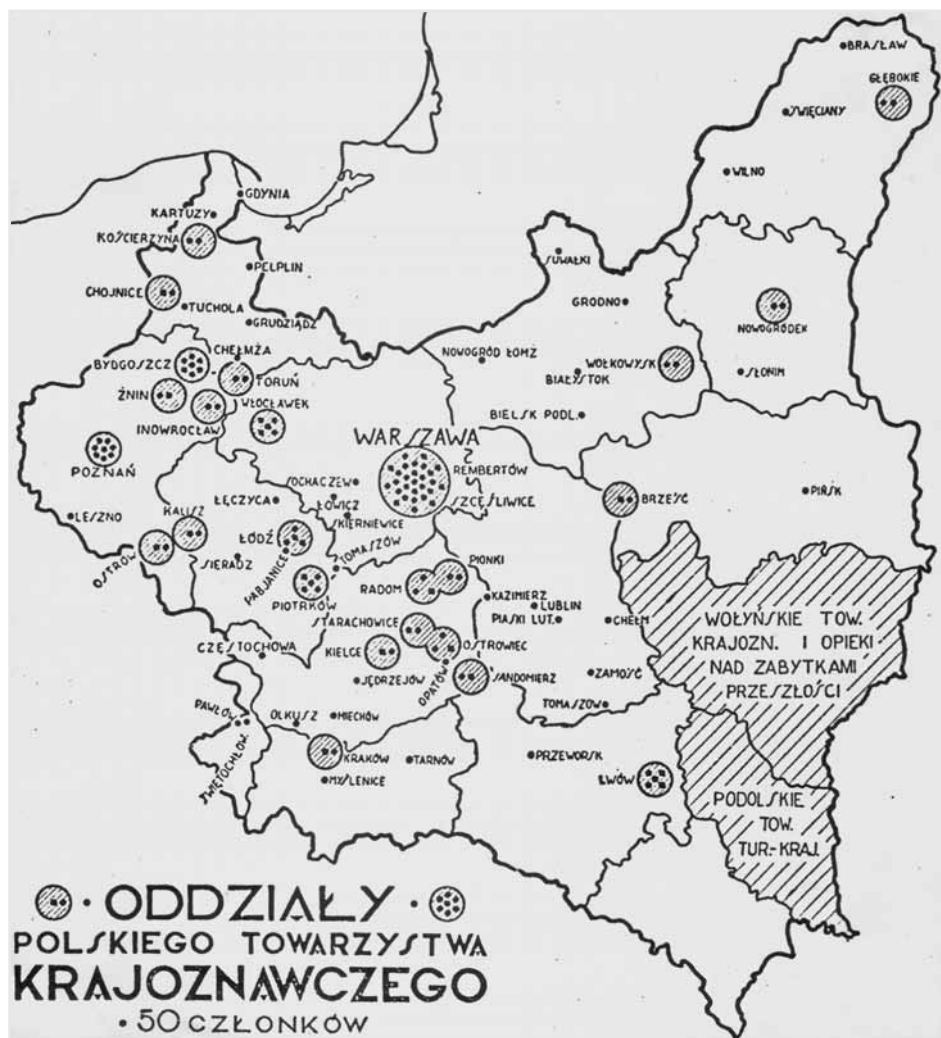 BRASŁAW
GŁĘBOKIE
ŚWIĘCIANY
WILNO
GDYNIA
KARTUZY
KOŚCIERZYNA
PELPLIN
SUWAŁKI
CHOJNICE
TUCHOLA
GRODNO
NOWOGRÓDEK
GRUDZIĄDZ
CHEŁMŻA
BYDGOSZCZ
NOWOGRÓD ŁOMŻ
WOŁKOWYSK
BIAŁYSTOK
SŁONIM
TORUŃ
ŻNIN
WŁOCŁAWEK
INOWROCŁAW
BIELSK PODL.
WARSZAWA
POZNAŃ
REMBERTÓW
SOCHACZEW
SZCZĘŚLIWICE
ŁĘCZYCA
ŁOWICZ
PIŃSK
BRZEŚĆ
LESZNO
KALISZ
SKIERNIEWICE
ŁÓDŹ
OSTRÓW
SIERADZ
PABJANICE
TOMASZÓW
PIONKI
RADOM
PIOTRKÓW
KAZIMIERZ
LUBLIN
PIASKI LUT.
CHEŁM
WOŁYŃSKIE TOW.
KRAJOZN. I OPIEKI
NAD ZABYTKAMI
PRZESZŁOŚCI
STARACHOWICE
OSTROWIEC
CZĘSTOCHOWA
KIELCE
SANDOMIERZ
ZAMOŚĆ
JĘDRZEJÓW
OPATÓW
TOMASZOW
PAWŁÓW
OLKUSZ
MIECHÓW
ŚWIĘTOCHŁOW.
KRAKÓW
TARNÓW
PRZEWORSK
MYŚLENICE
LWÓW
PODOLSKIE
TOW.
TUR.-KRAJ.
• ODDZIAŁY •
POLSKIEGO TOWARZYSTWA
KRAJOZNAWCZEGO
• 50 CZŁONKÓW